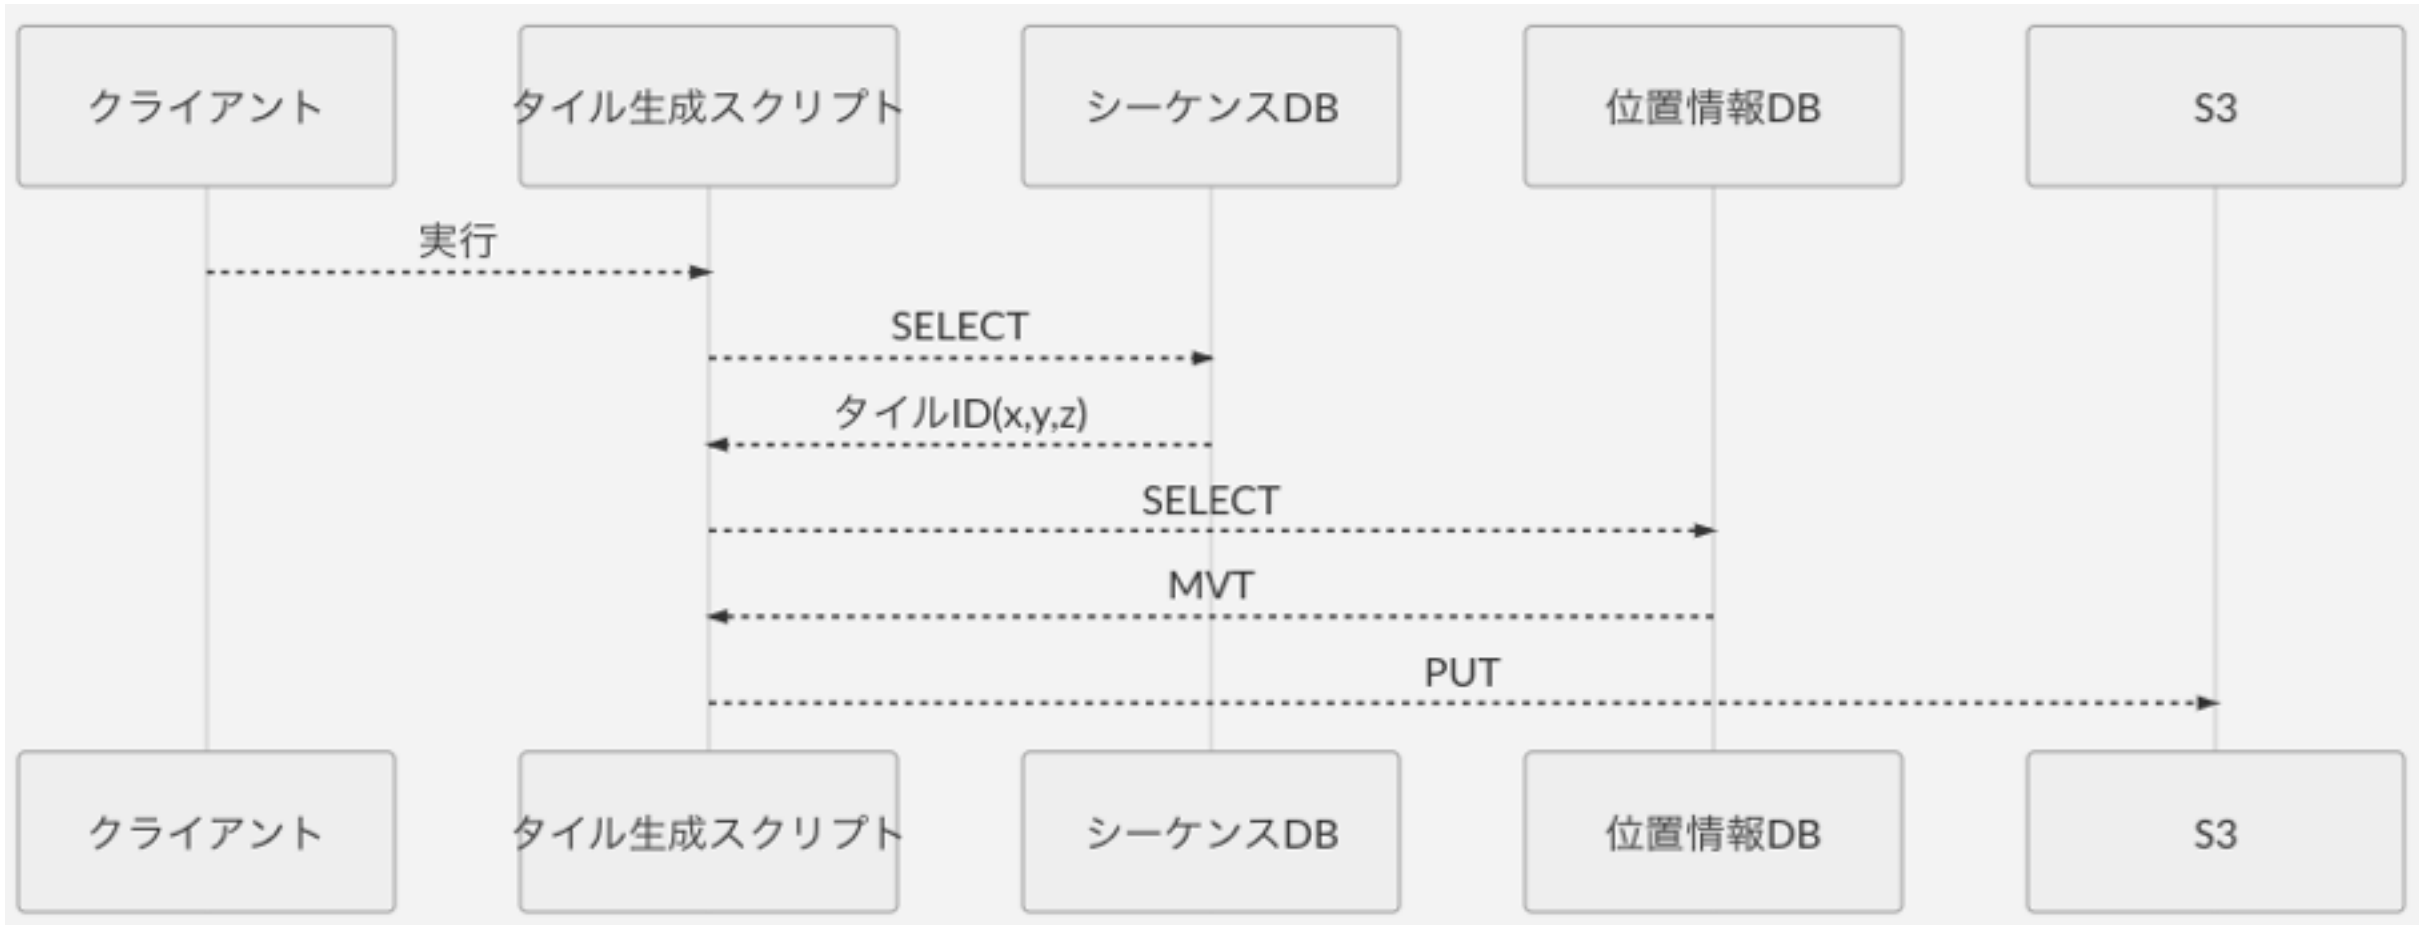 クライアント
タイル生成スクリプト
シーケンスDB
位置情報DB
S3
実行
SELECT
タイルID(x,y,z)
SELECT
MVT
PUT
クライアント
タイル生成スクリプト
シーケンスDB
位置情報DB
S3